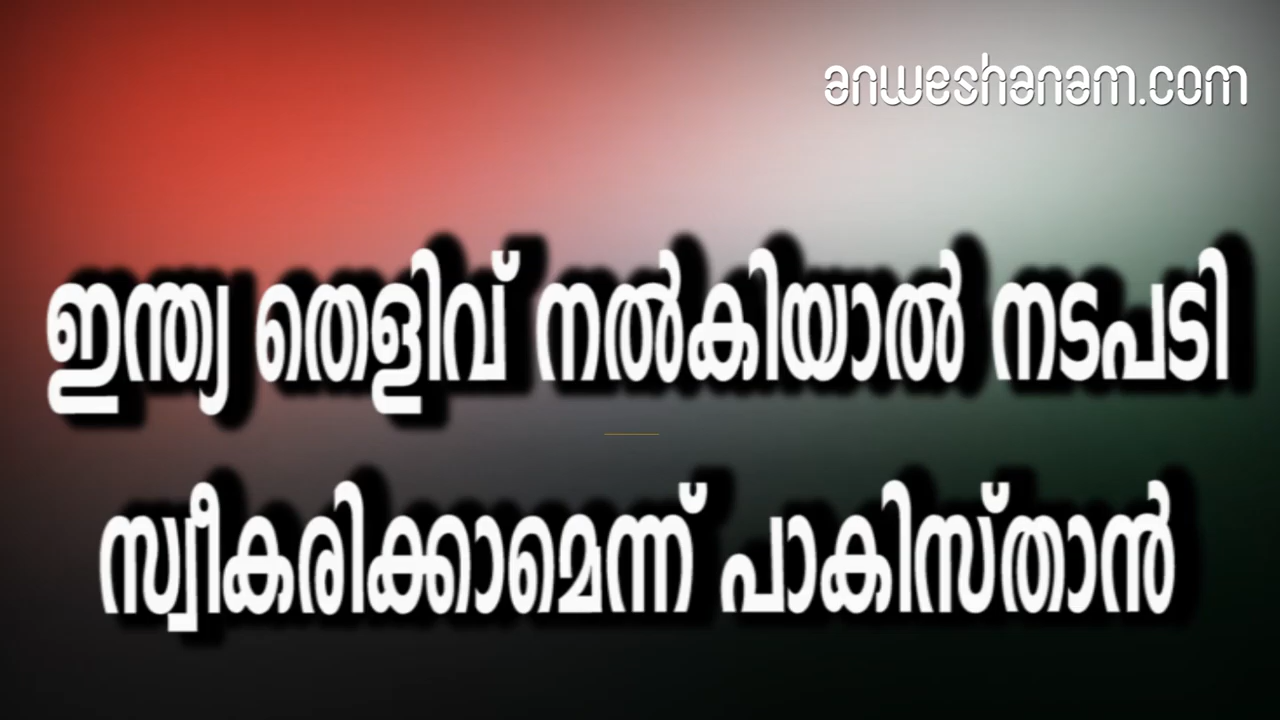 anweshanam.com
ഇന്ത്യ തെളിവ് നൽകിയാൽ നടപടി
സ്വീകരിക്കാമെന്ന് പാകിസ്താൻ